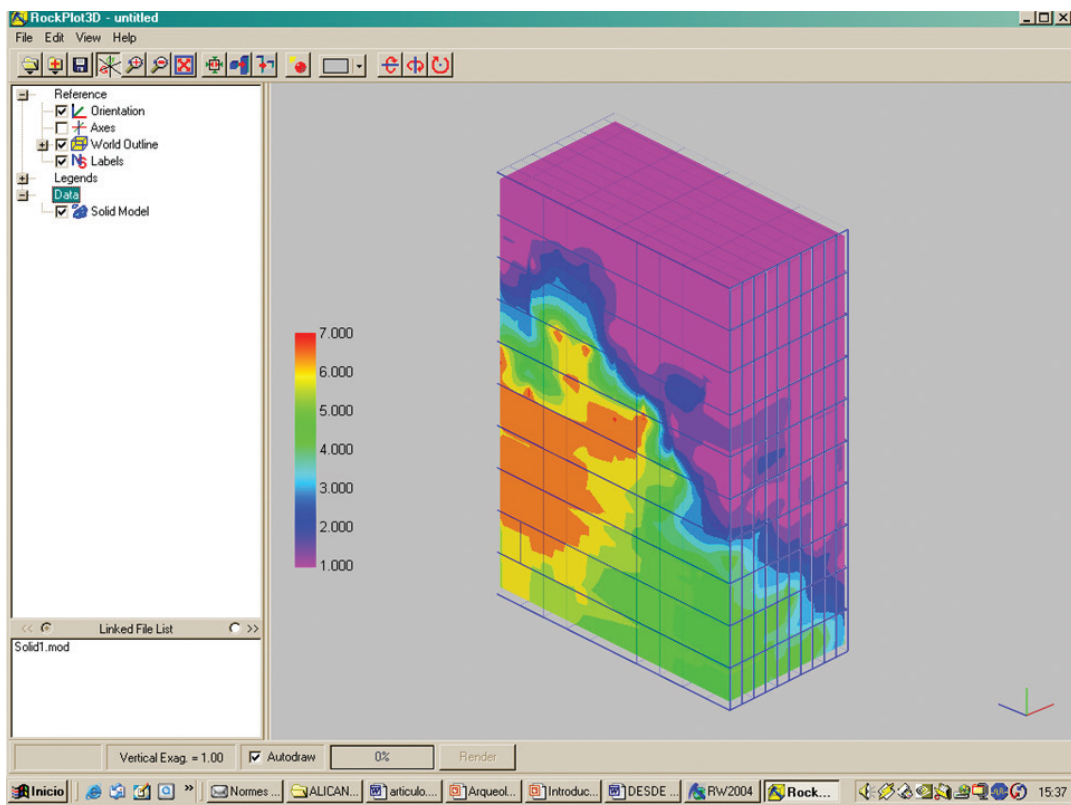 RockPlot3D - untitled
File Edit View Help
Reference
Orientation
Axes
World Outline
Labels
Legends
Data
Solid Model
7.000
6.000
5.000
4.000
3.000
2.000
1.000
<< Linked File List >>
Solid1.mod
Vertical Exag. = 1.00 Autodraw 0% Render
Inicio » Normes ... ALICAN... articulo.... Arqueol... Introduc... DESDE ... RW2004 Rock... 15:37